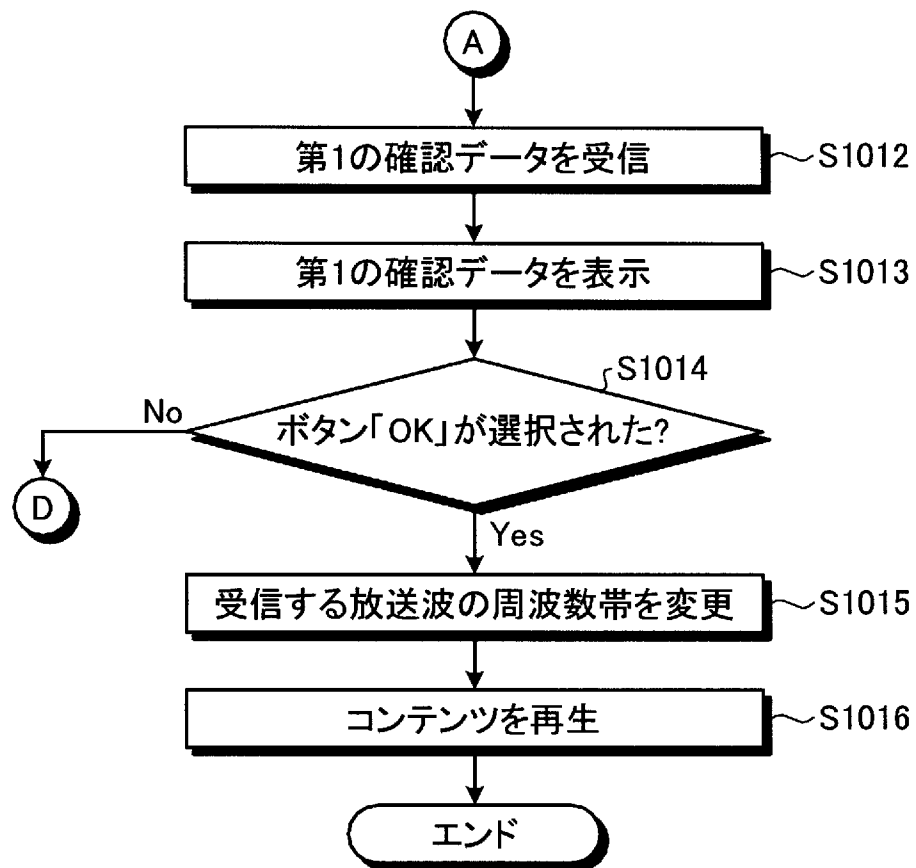 A
第1の確認データを受信
S1012
第1の確認データを表示
S1013
S1014
ボタン「OK」が選択された?
No
D
Yes
受信する放送波の周波数帯を変更
S1015
コンテンツを再生
S1016
エンド